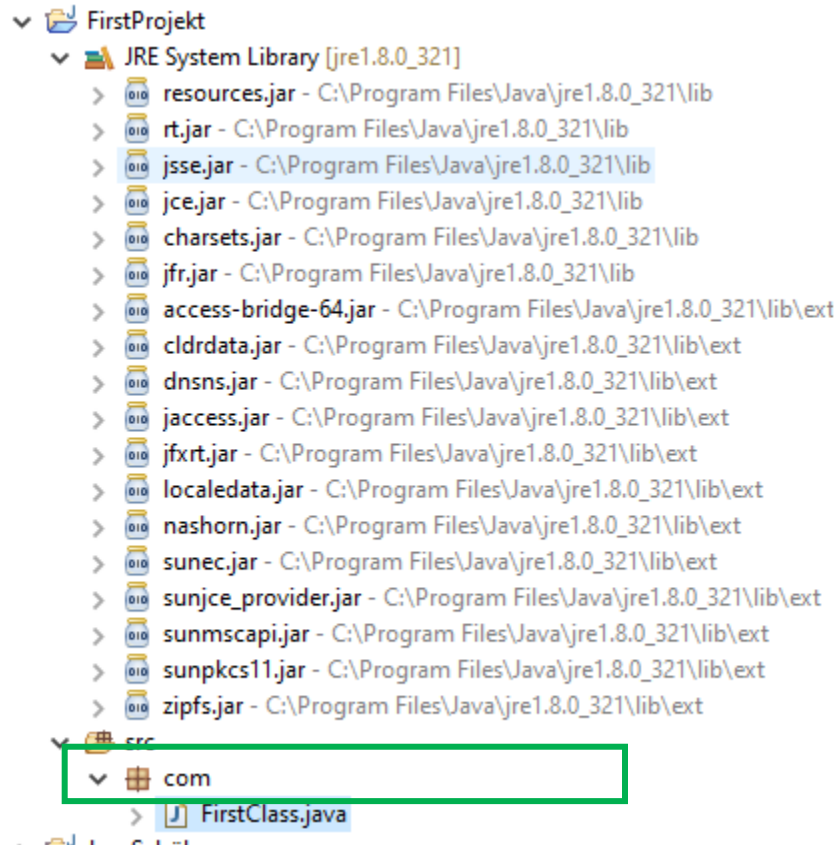 FirstProjekt
JRE System Library [jre1.8.0_321]
resources.jar - C:\Program Files\Java\jre1.8.0_321\lib
rt.jar - C:\Program Files\Java\jre1.8.0_321\lib
jsse.jar - C:\Program Files\Java\jre1.8.0_321\lib
jce.jar - C:\Program Files\Java\jre1.8.0_321\lib
charsets.jar - C:\Program Files\Java\jre1.8.0_321\lib
jfr.jar - C:\Program Files\Java\jre1.8.0_321\lib
access-bridge-64.jar - C:\Program Files\Java\jre1.8.0_321\lib\ext
cldrdata.jar - C:\Program Files\Java\jre1.8.0_321\lib\ext
dnsns.jar - C:\Program Files\Java\jre1.8.0_321\lib\ext
jaccess.jar - C:\Program Files\Java\jre1.8.0_321\lib\ext
jfxrt.jar - C:\Program Files\Java\jre1.8.0_321\lib\ext
localedata.jar - C:\Program Files\Java\jre1.8.0_321\lib\ext
nashorn.jar - C:\Program Files\Java\jre1.8.0_321\lib\ext
sunec.jar - C:\Program Files\Java\jre1.8.0_321\lib\ext
sunjce_provider.jar - C:\Program Files\Java\jre1.8.0_321\lib\ext
sunmscapi.jar - C:\Program Files\Java\jre1.8.0_321\lib\ext
sunpkcs11.jar - C:\Program Files\Java\jre1.8.0_321\lib\ext
zipfs.jar - C:\Program Files\Java\jre1.8.0_321\lib\ext
src
com
FirstClass.java